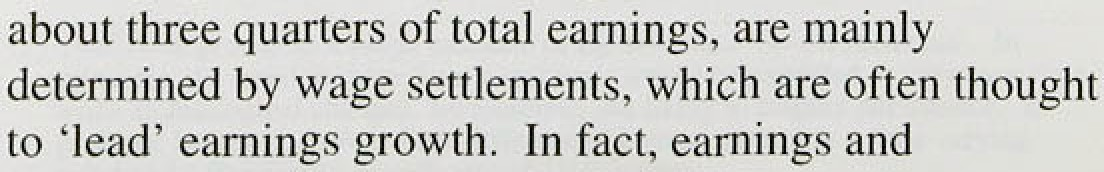 about three quarters of total earnings, are mainly
determined by wage settlements, which are often thought
to ‘lead’ earnings growth.  In fact, earnings and